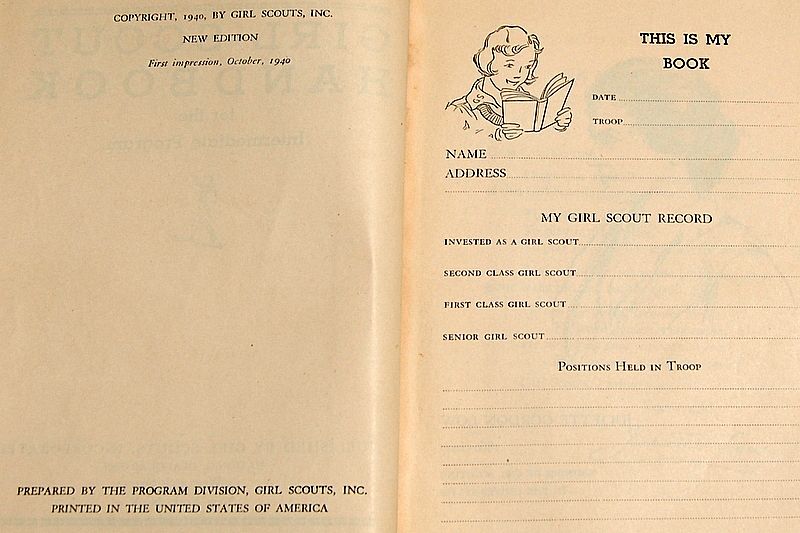 COPYRIGHT, 1940, BY GIRL SCOUTS, INC.
NEW EDITION
First impression, October, 1940
PREPARED BY THE PROGRAM DIVISION, GIRL SCOUTS, INC.
PRINTED IN THE UNITED STATES OF AMERICA
THIS IS MY
BOOK
DATE
TROOP
GS
NAME
ADDRESS
MY GIRL SCOUT RECORD
INVESTED AS A GIRL SCOUT
SECOND CLASS GIRL SCOUT
FIRST CLASS GIRL SCOUT
SENIOR GIRL SCOUT
POSITIONS HELD IN TROOP